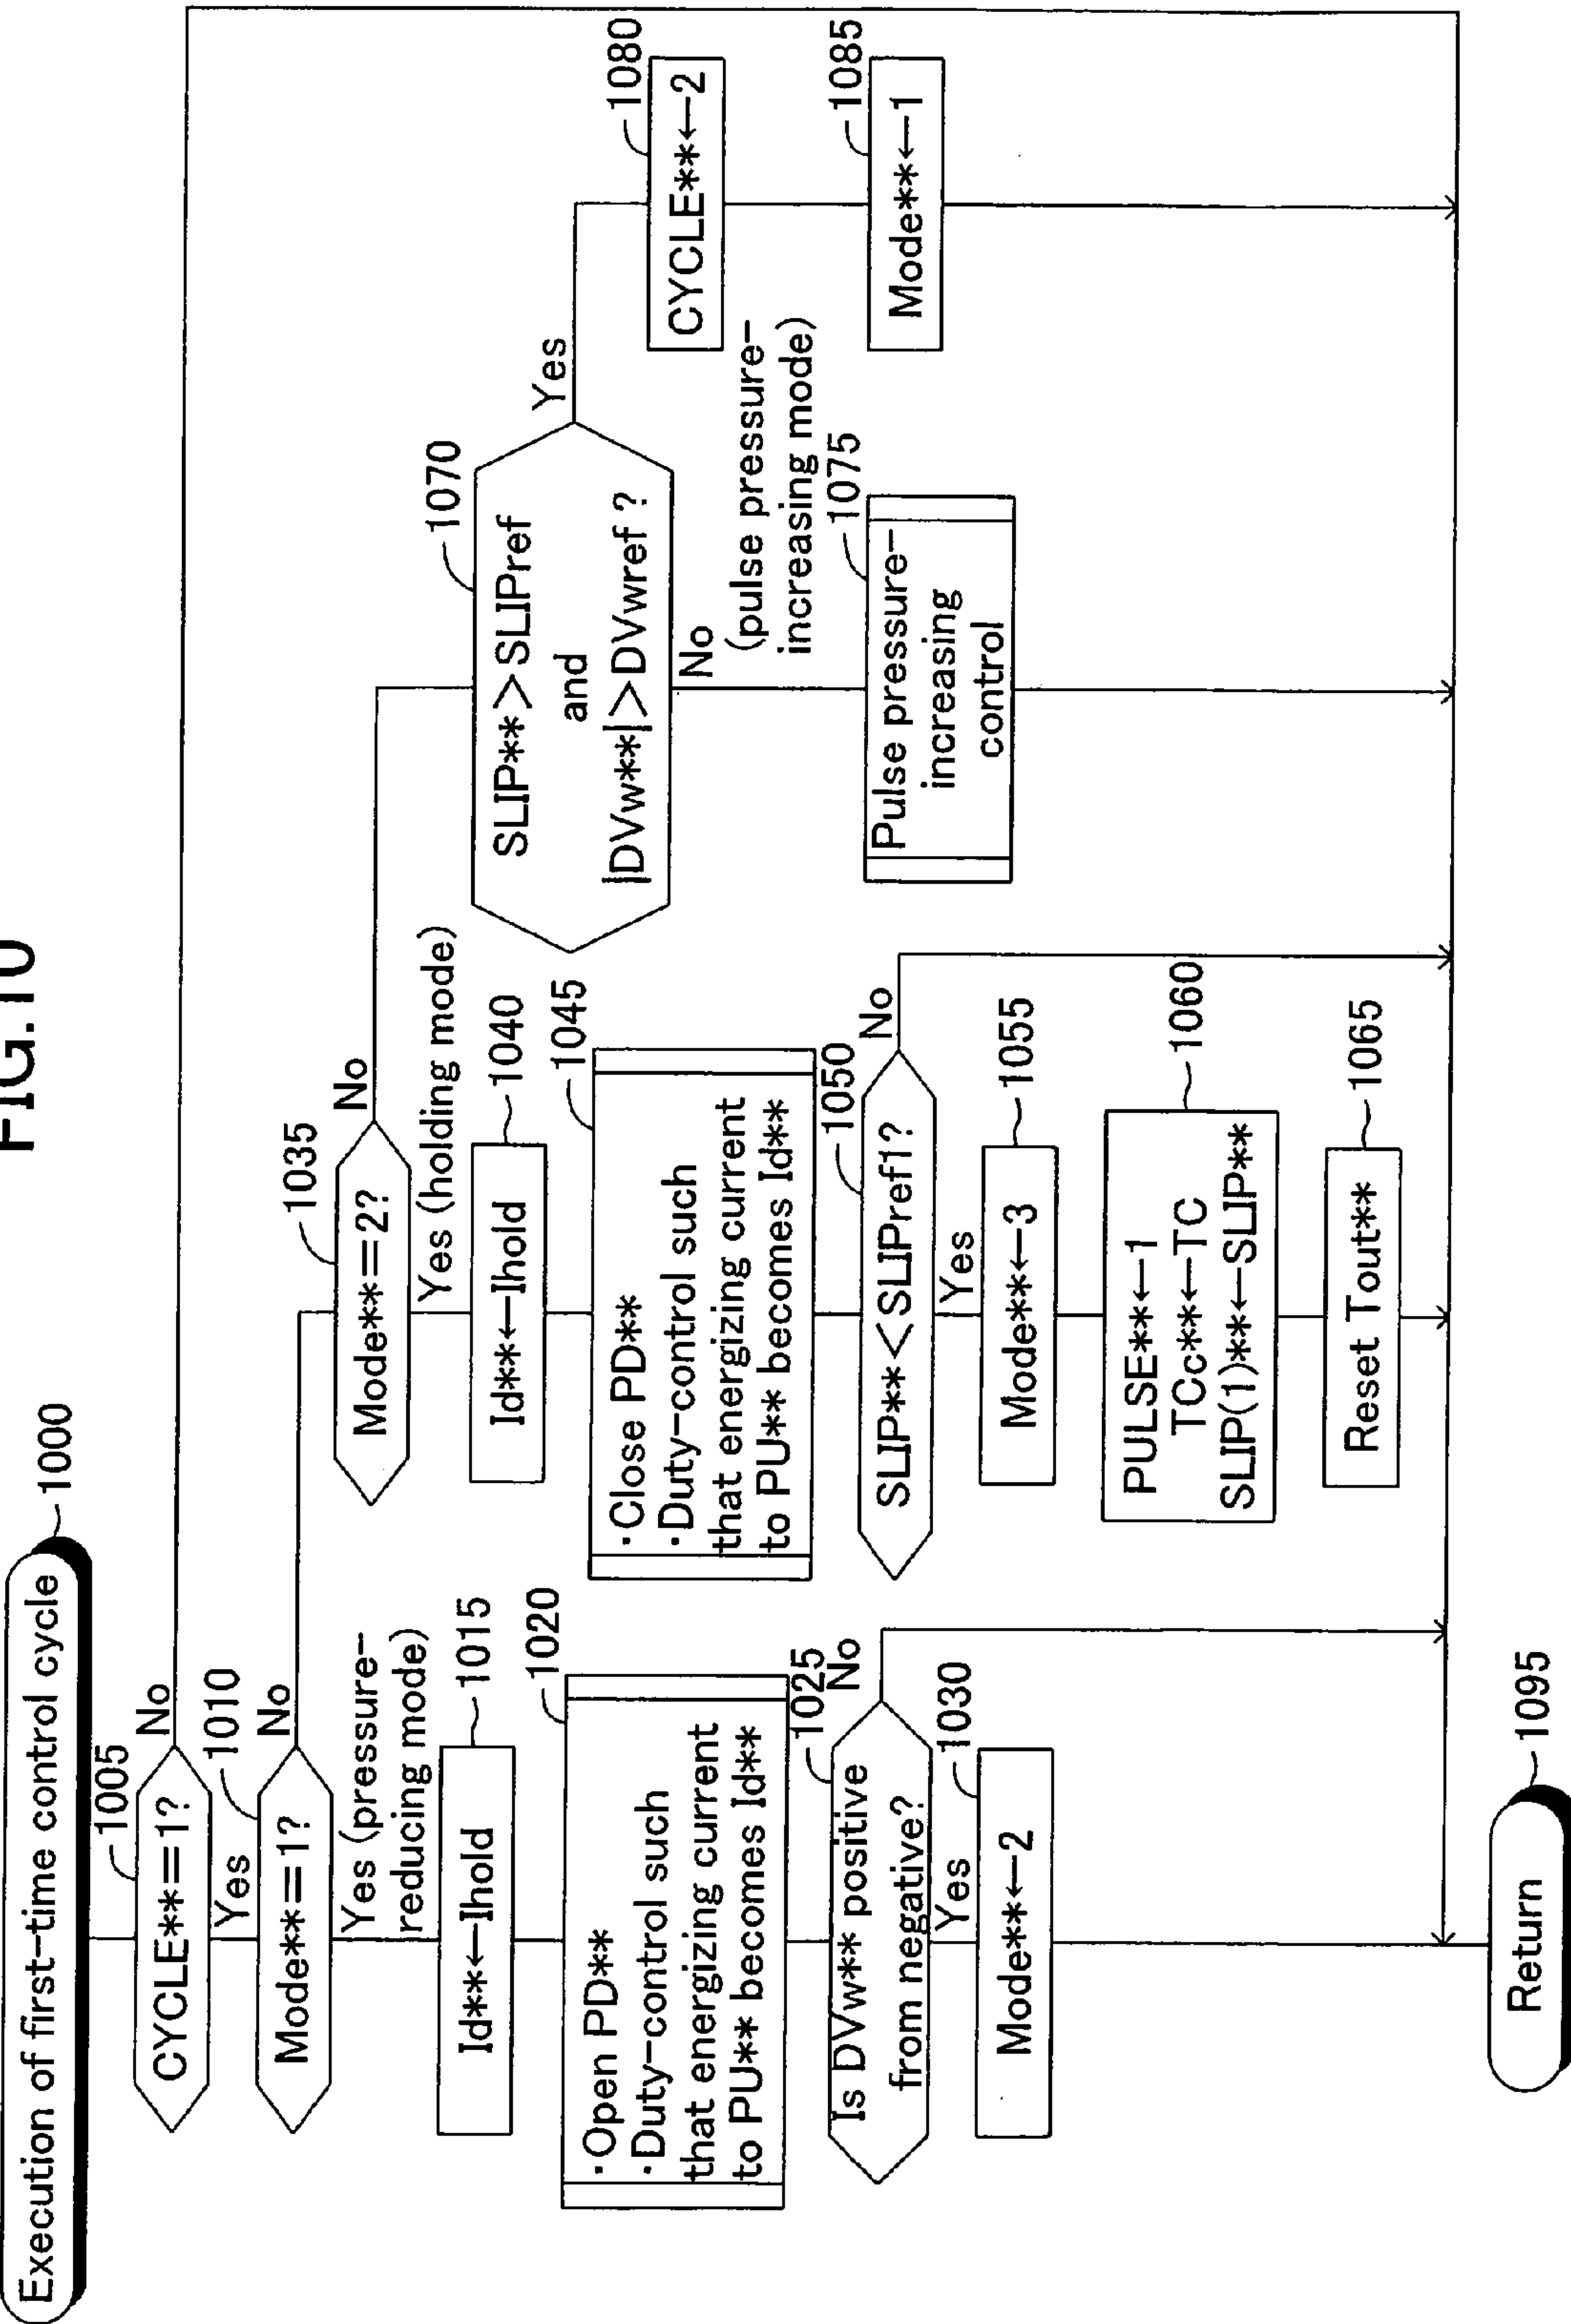 FIG.10
Execution of first-time control cycle
1000
1005
CYCLE**=1?
No
Yes
1010
Mode**=1?
No
Yes (pressure-
reducing mode)
1015
Id**←Ihold
1020
·Open PD**
·Duty-control such
that energizing current
to PU** becomes Id**
1025
Is DVw** positive
from negative?
No
Yes
1030
Mode**←2
1035
Mode**=2?
No
Yes (holding mode)
1040
Id**←Ihold
1045
·Close PD**
·Duty-control such
that energizing current
to PU** becomes Id**
1050
SLIP**<SLIPref1?
No
Yes
1055
Mode**←3
1060
PULSE**←1
TCc**←TC
SLIP(1)**←SLIP**
1065
Reset Tout**
1070
SLIP**>SLIPref
and
|DVw**|>DVwref ?
Yes
No
(pulse pressure-
increasing mode)
1075
Pulse pressure-
increasing
control
1080
CYCLE**←2
1085
Mode**←1
Return
1095